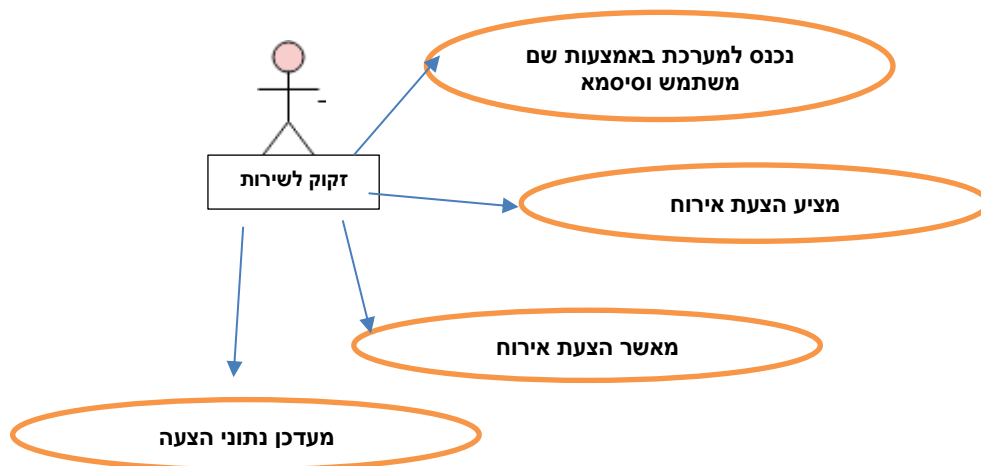 נכנס למערכת באמצעות שם
משתמש וסיסמא
זקוק לשירות
מציע הצעת אירוח
מאשר הצעת אירוח
מעדכן נתוני הצעה